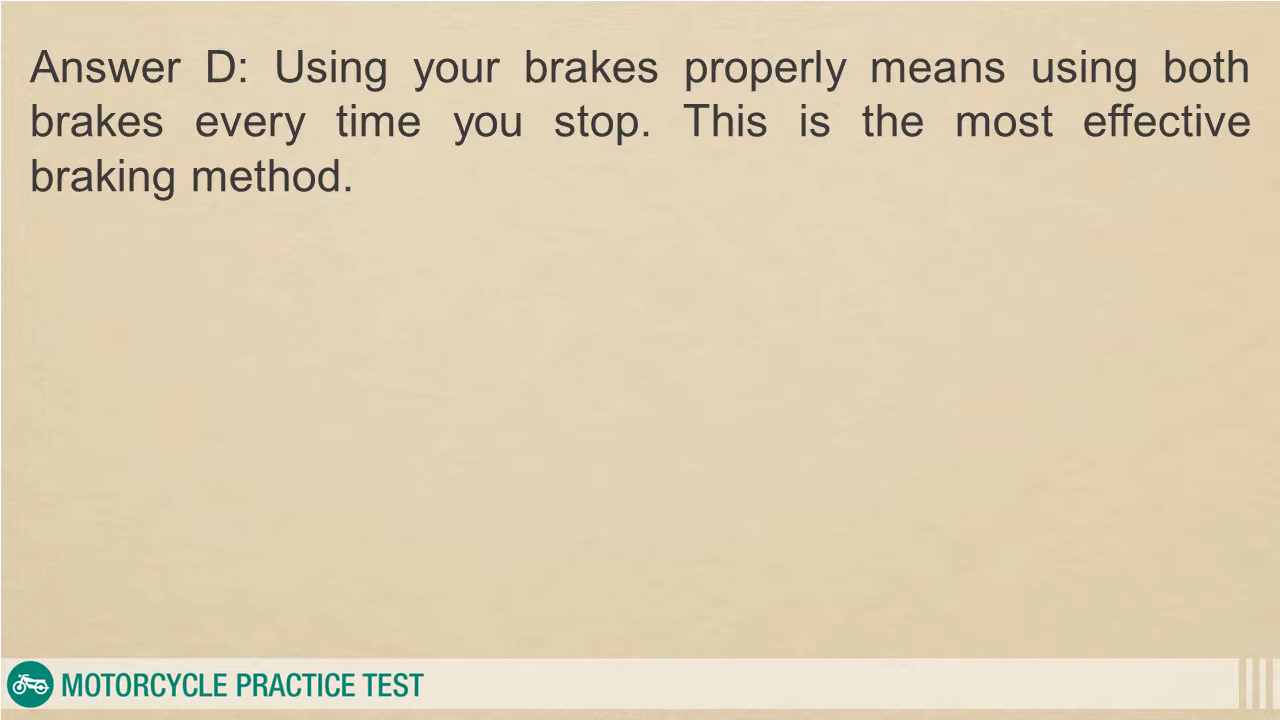 Answer D: Using your brakes properly means using both
brakes every time you stop. This is the most effective
braking method.
MOTORCYCLE PRACTICE TEST